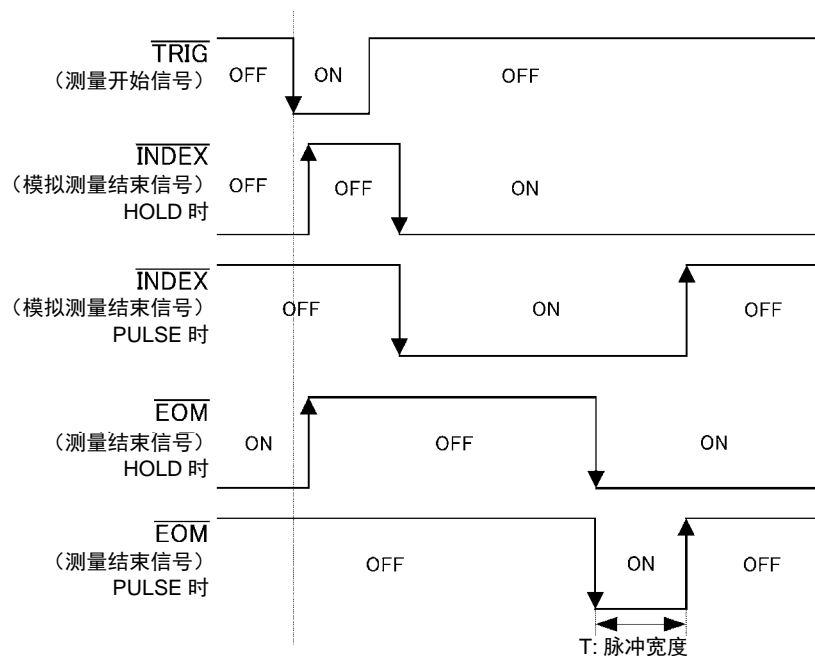 TRIG
（测量开始信号）
OFF ON OFF
INDEX
（模拟测量结束信号）
HOLD 时
OFF OFF ON
INDEX
（模拟测量结束信号）
PULSE 时
OFF ON OFF
EOM
（测量结束信号）
HOLD 时
ON OFF ON
EOM
（测量结束信号）
PULSE 时
OFF ON OFF
T: 脉冲宽度